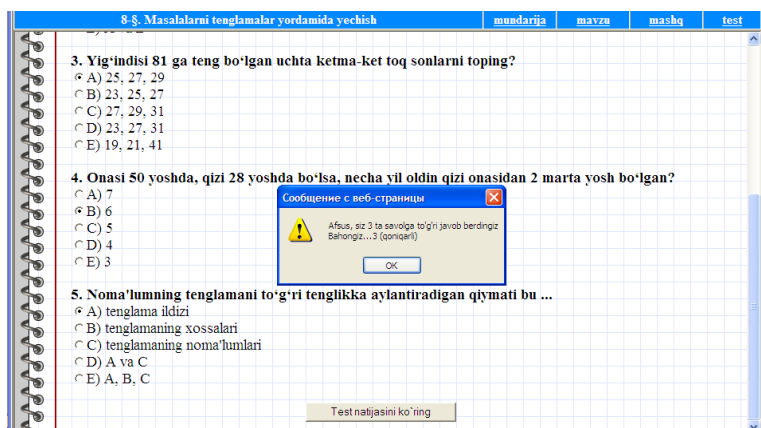 8-§. Masalalarni tenglamalar yordamida yechish mundarija mavzu mashq test
3. Yig‘indisi 81 ga teng bo‘lgan uchta ketma-ket toq sonlarni toping?
A) 25, 27, 29
B) 23, 25, 27
C) 27, 29, 31
D) 23, 27, 31
E) 19, 21, 41
4. Onasi 50 yoshda, qizi 28 yoshda bo‘lsa, necha yil oldin qizi onasidan 2 marta yosh bo‘lgan?
A) 7
B) 6
C) 5
D) 4
E) 3
Сообщение с веб-страницы
Afsus, siz 3 ta savolga to'g'ri javob berdingiz
Bahongiz...3 (qoniqarli)
OK
5. Noma'lumning tenglamani to‘g‘ri tenglikka aylantiradigan qiymati bu ...
A) tenglama ildizi
B) tenglamaning xossalari
C) tenglamaning noma'lumlari
D) A va C
E) A, B, C
Test natijasini ko`ring